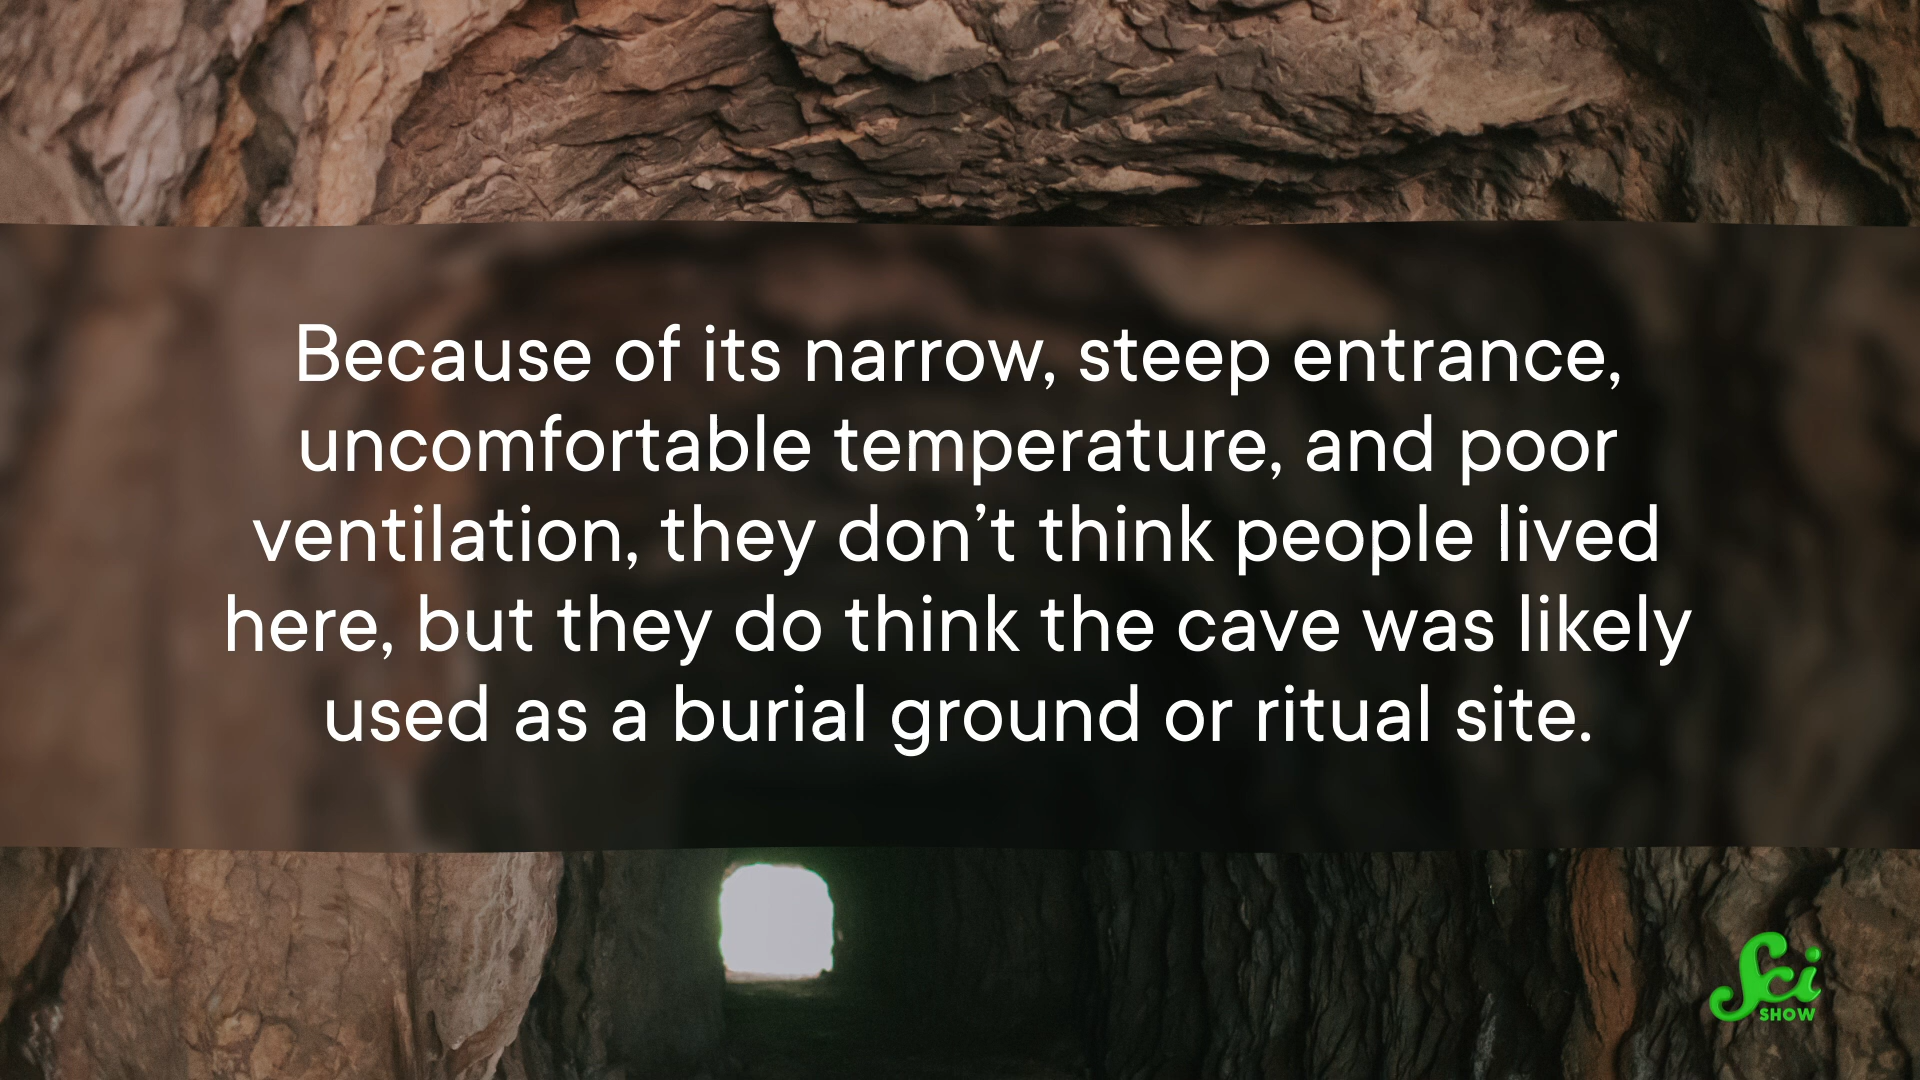 Because of its narrow, steep entrance,
uncomfortable temperature, and poor
ventilation, they don’t think people lived
here, but they do think the cave was likely
used as a burial ground or ritual site.
Sci
SHOW